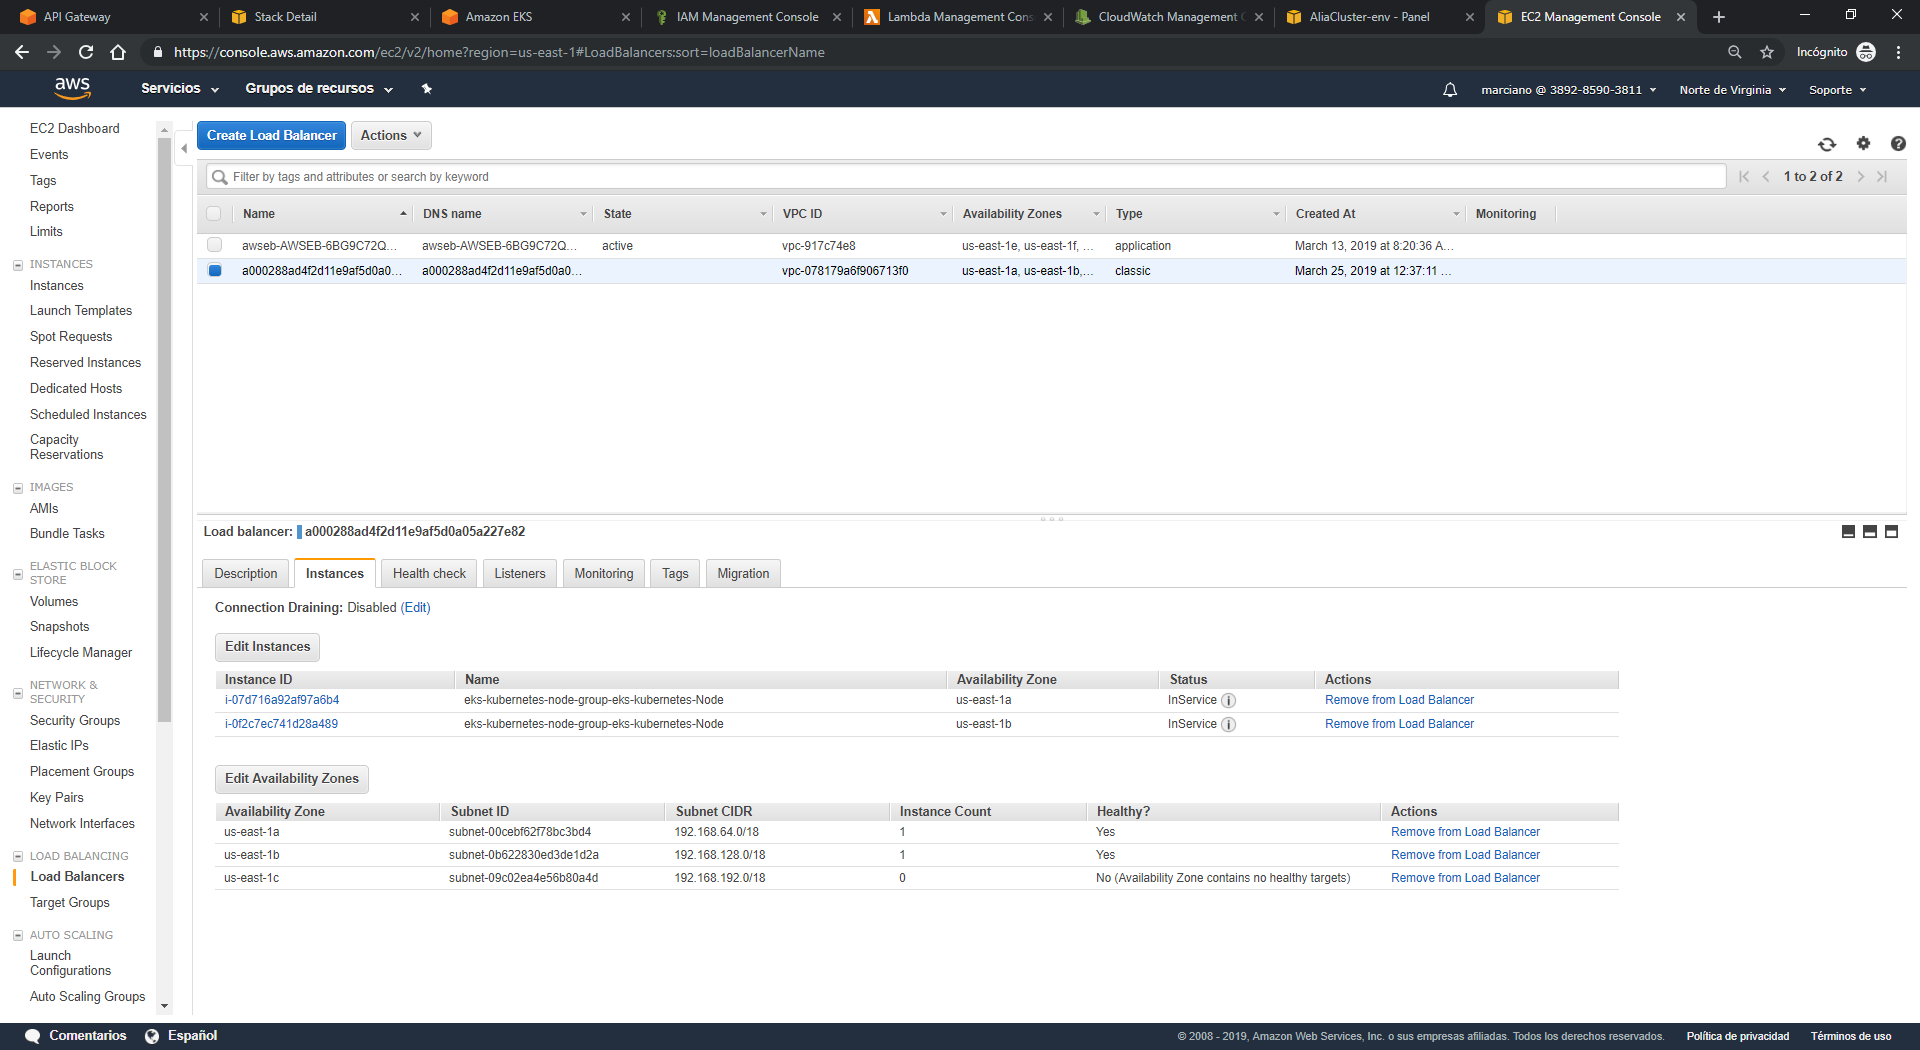 API Gateway
Stack Detail
Amazon EKS
IAM Management Console
Lambda Management Cons
CloudWatch Management C
AliaCluster-env - Panel
EC2 Management Console
https://console.aws.amazon.com/ec2/v2/home?region=us-east-1#LoadBalancers:sort=loadBalancerName
Incógnito
aws
Servicios
Grupos de recursos
marciano @ 3892-8590-3811
Norte de Virginia
Soporte
EC2 Dashboard
Events
Tags
Reports
Limits
INSTANCES
Instances
Launch Templates
Spot Requests
Reserved Instances
Dedicated Hosts
Scheduled Instances
Capacity
Reservations
IMAGES
AMIs
Bundle Tasks
ELASTIC BLOCK
STORE
Volumes
Snapshots
Lifecycle Manager
NETWORK &
SECURITY
Security Groups
Elastic IPs
Placement Groups
Key Pairs
Network Interfaces
LOAD BALANCING
Load Balancers
Target Groups
AUTO SCALING
Launch
Configurations
Auto Scaling Groups
Create Load Balancer
Actions
Filter by tags and attributes or search by keyword
1 to 2 of 2
Name DNS name State VPC ID Availability Zones Type Created At Monitoring
awseb-AWSEB-6BG9C72Q... awseb-AWSEB-6BG9C72Q... active vpc-917c74e8 us-east-1e, us-east-1f, ... application March 13, 2019 at 8:20:36 A...
a000288ad4f2d11e9af5d0a0... a000288ad4f2d11e9af5d0a0... vpc-078179a6f906713f0 us-east-1a, us-east-1b,... classic March 25, 2019 at 12:37:11 ...
Load balancer: a000288ad4f2d11e9af5d0a05a227e82
Description Instances Health check Listeners Monitoring Tags Migration
Connection Draining: Disabled (Edit)
Edit Instances
Instance ID Name Availability Zone Status Actions
i-07d716a92af97a6b4 eks-kubernetes-node-group-eks-kubernetes-Node us-east-1a InService i Remove from Load Balancer
i-0f2c7ec741d28a489 eks-kubernetes-node-group-eks-kubernetes-Node us-east-1b InService i Remove from Load Balancer
Edit Availability Zones
Availability Zone Subnet ID Subnet CIDR Instance Count Healthy? Actions
us-east-1a subnet-00cebf62f78bc3bd4 192.168.64.0/18 1 Yes Remove from Load Balancer
us-east-1b subnet-0b622830ed3de1d2a 192.168.128.0/18 1 Yes Remove from Load Balancer
us-east-1c subnet-09c02ea4e56b80a4d 192.168.192.0/18 0 No (Availability Zone contains no healthy targets) Remove from Load Balancer
Comentarios
Español
© 2008 - 2019, Amazon Web Services, Inc. o sus empresas afiliadas. Todos los derechos reservados.
Política de privacidad
Términos de uso